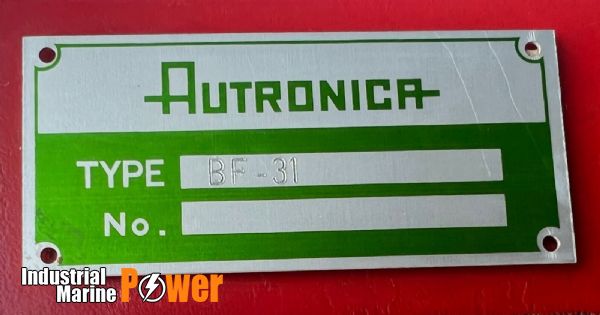 AUTRONICA
TYPE BF-31
No.
Industrial
Marine Power